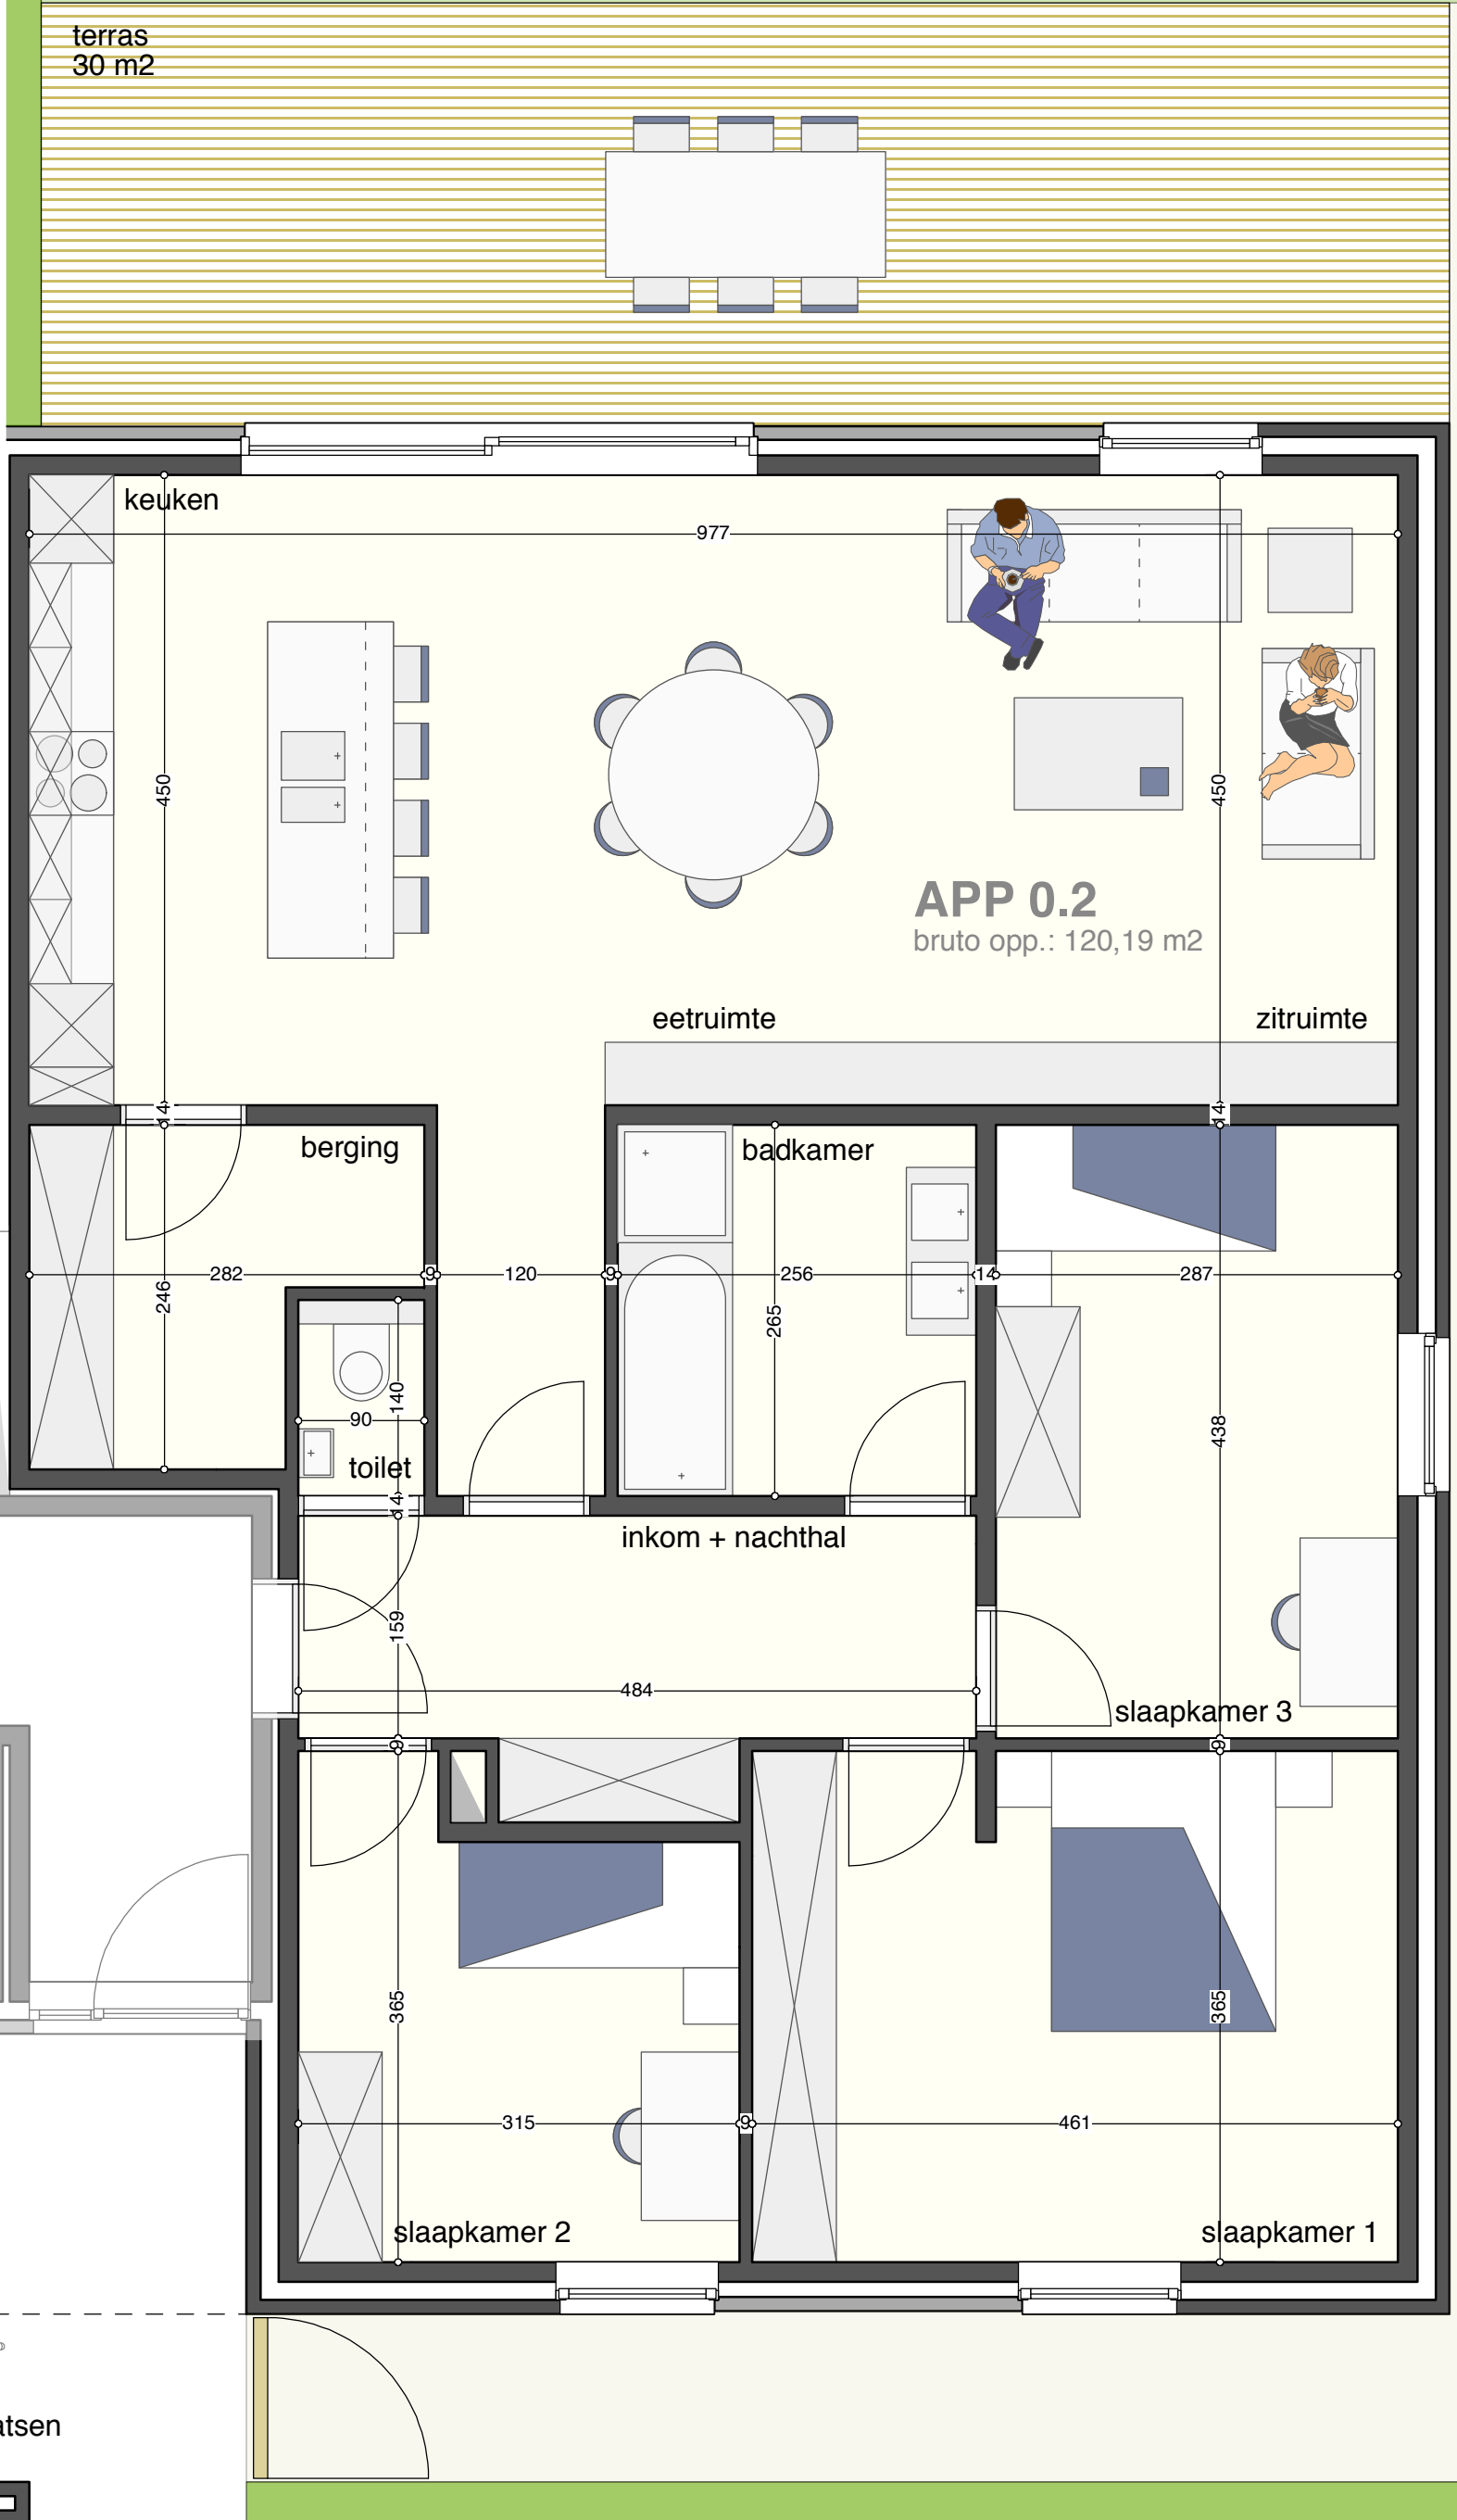 terras
30 m2
keuken
977
450
450
APP 0.2
bruto opp.: 120,19 m2
eetruimte
zitruimte
14
14
berging
badkamer
282
9
120
9
256
14
287
246
265
140
90
438
toilet
14
inkom + nachthal
159
484
slaapkamer 3
9
9
365
365
315
9
461
slaapkamer 2
slaapkamer 1
atsen